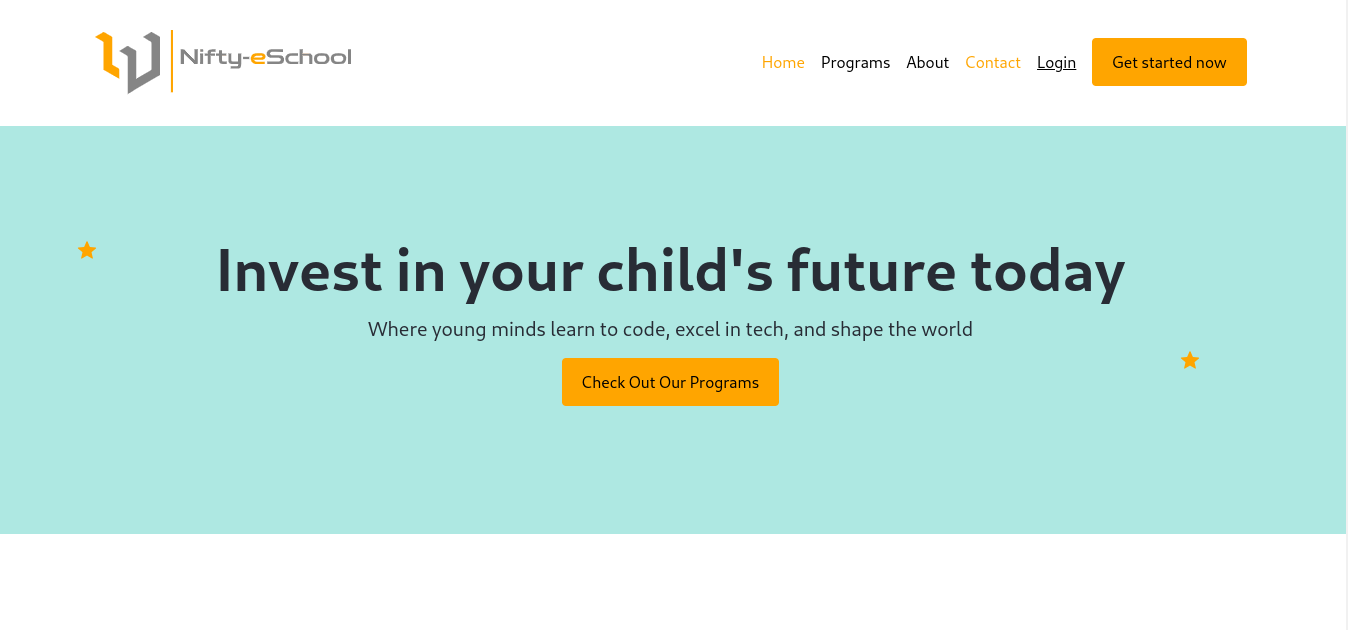 Nifty-eSchool
Home Programs About Contact Login Get started now
Invest in your child's future today
Where young minds learn to code, excel in tech, and shape the world
Check Out Our Programs